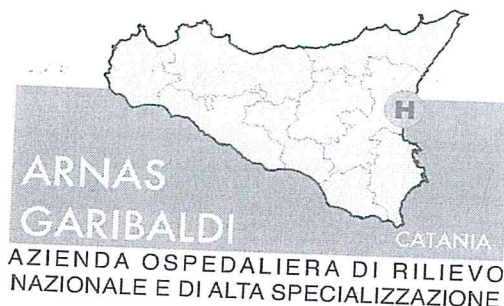 H
ARNAS
GARIBALDI
CATANIA
AZIENDA OSPEDALIERA DI RILIEVO
NAZIONALE E DI ALTA SPECIALIZZAZIONE